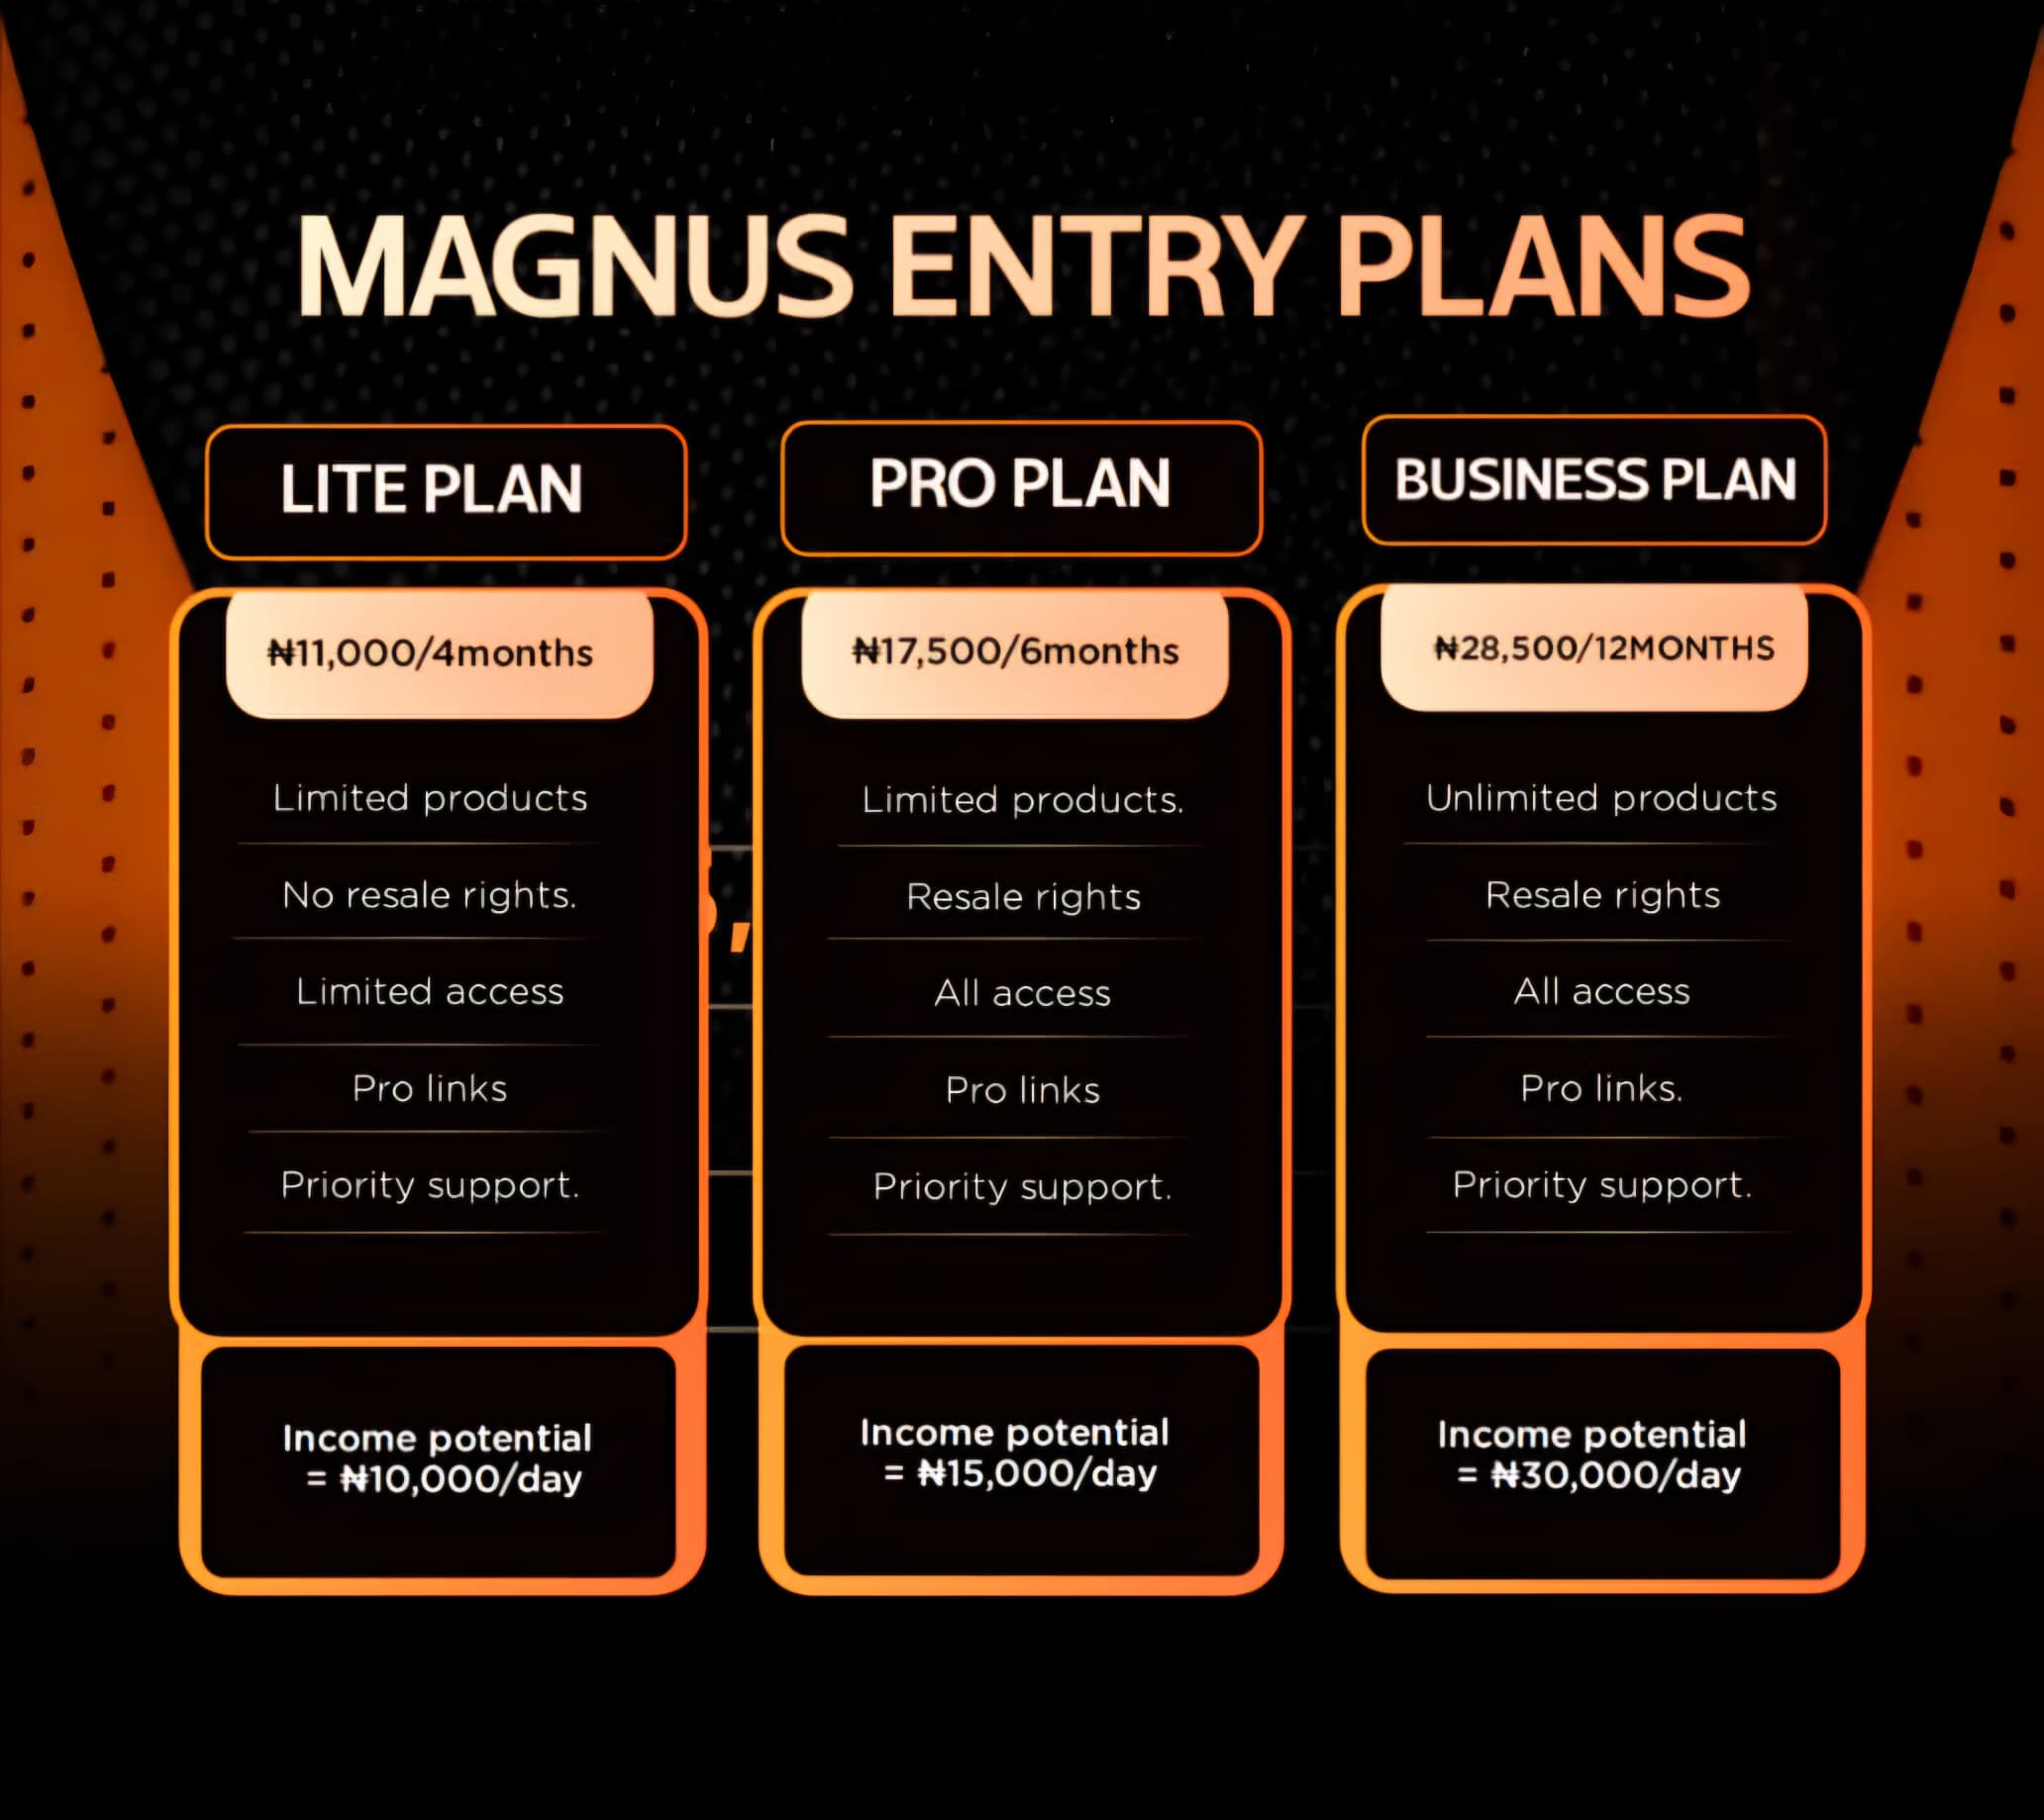 MAGNUS ENTRY PLANS
LITE PLAN
₦11,000/4months
Limited products
No resale rights.
Limited access
Pro links
Priority support.
Income potential
= ₦10,000/day
PRO PLAN
₦17,500/6months
Limited products.
Resale rights
All access
Pro links
Priority support.
Income potential
= ₦15,000/day
BUSINESS PLAN
₦28,500/12MONTHS
Unlimited products
Resale rights
All access
Pro links.
Priority support.
Income potential
= ₦30,000/day